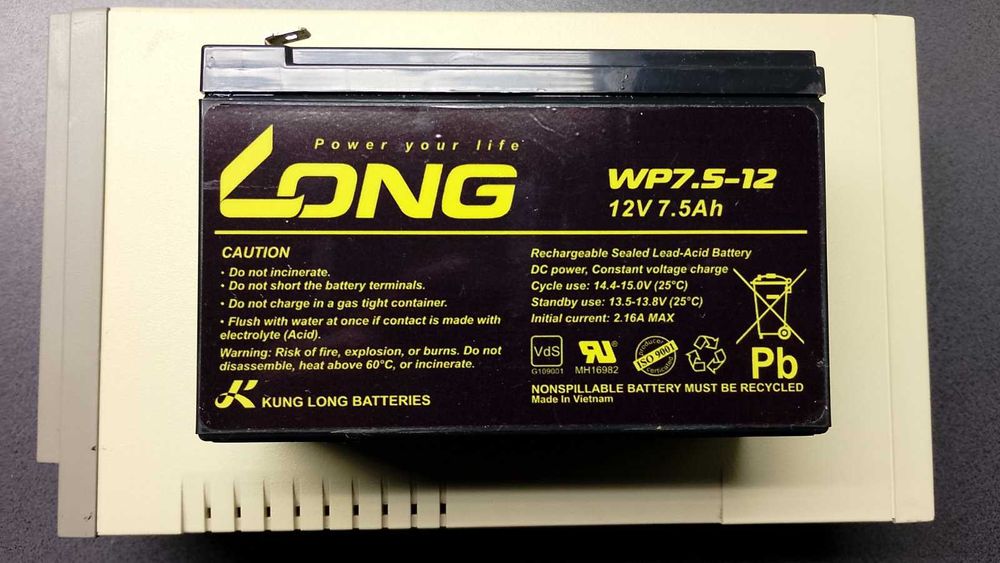 Power your life
LONG
WP7.5-12
12V 7.5Ah
CAUTION
· Do not incinerate.
· Do not short the battery terminals.
· Do not charge in a gas tight container.
· Flush with water at once if contact is made with
electrolyte (Acid).
Warning: Risk of fire, explosion, or burns. Do not
disassemble, heat above 60°C, or incinerate.
KUNG LONG BATTERIES
Rechargeable Sealed Lead-Acid Battery
DC power, Constant voltage charge
Cycle use: 14.4-15.0V (25°C)
Standby use: 13.5-13.8V (25°C)
Initial current: 2.16A MAX
VdS
G109001
RU ®
MH16982
producer
ISO 9001
certificated
Pb
NONSPILLABLE BATTERY MUST BE RECYCLED
Made In Vietnam